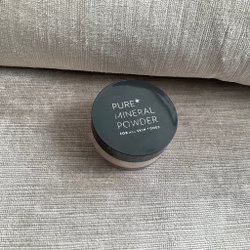 PURE*
MINERAL
POWDER
FOR ALL SKIN TONES